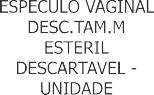 ESPECULO VAGINAL
DESC.TAM.M
ESTERIL
DESCARTAVEL -
UNIDADE